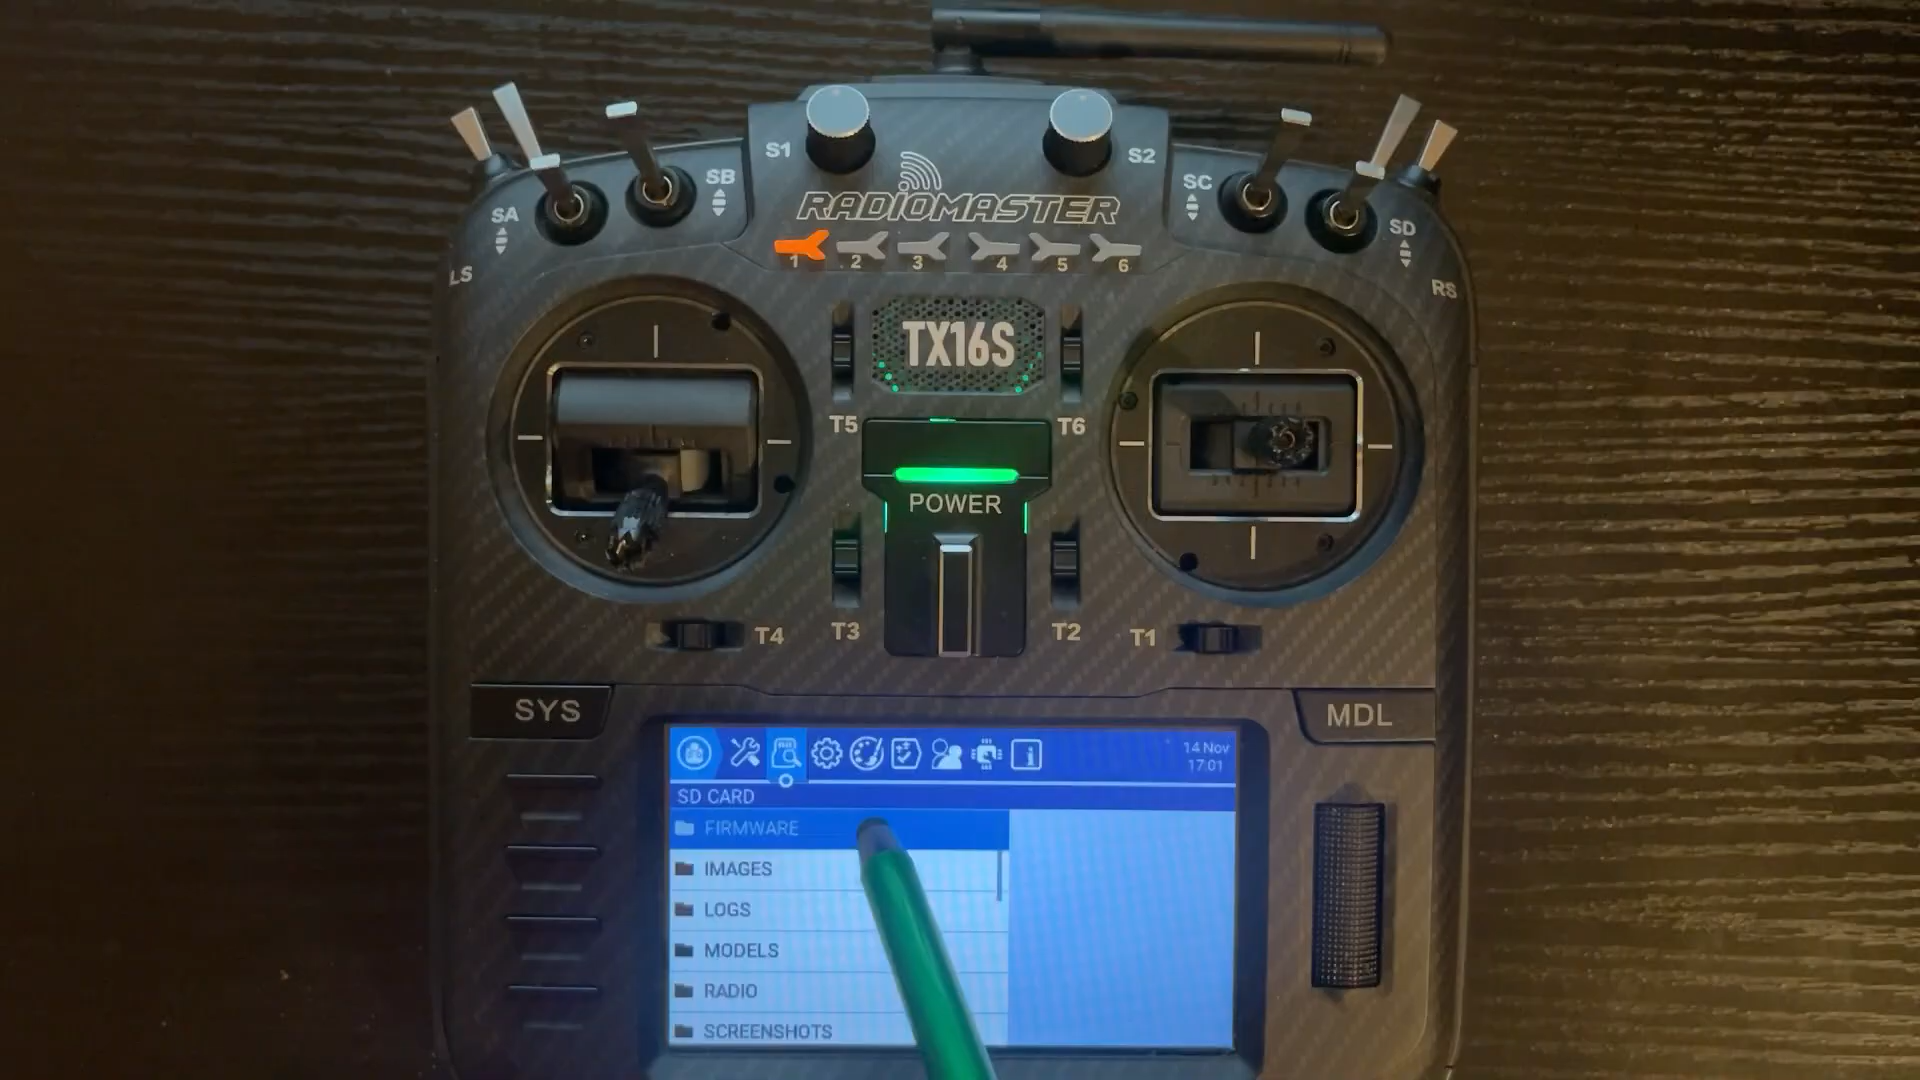 S1
S2
SB
SC
RADIOMASTER
SA
SD
LS
RS
1
2
3
4
5
6
TX16S
T5
T6
POWER
T4
T3
T2
T1
SYS
MDL
14 Nov
17:01
SD CARD
FIRMWARE
IMAGES
LOGS
MODELS
RADIO
SCREENSHOTS